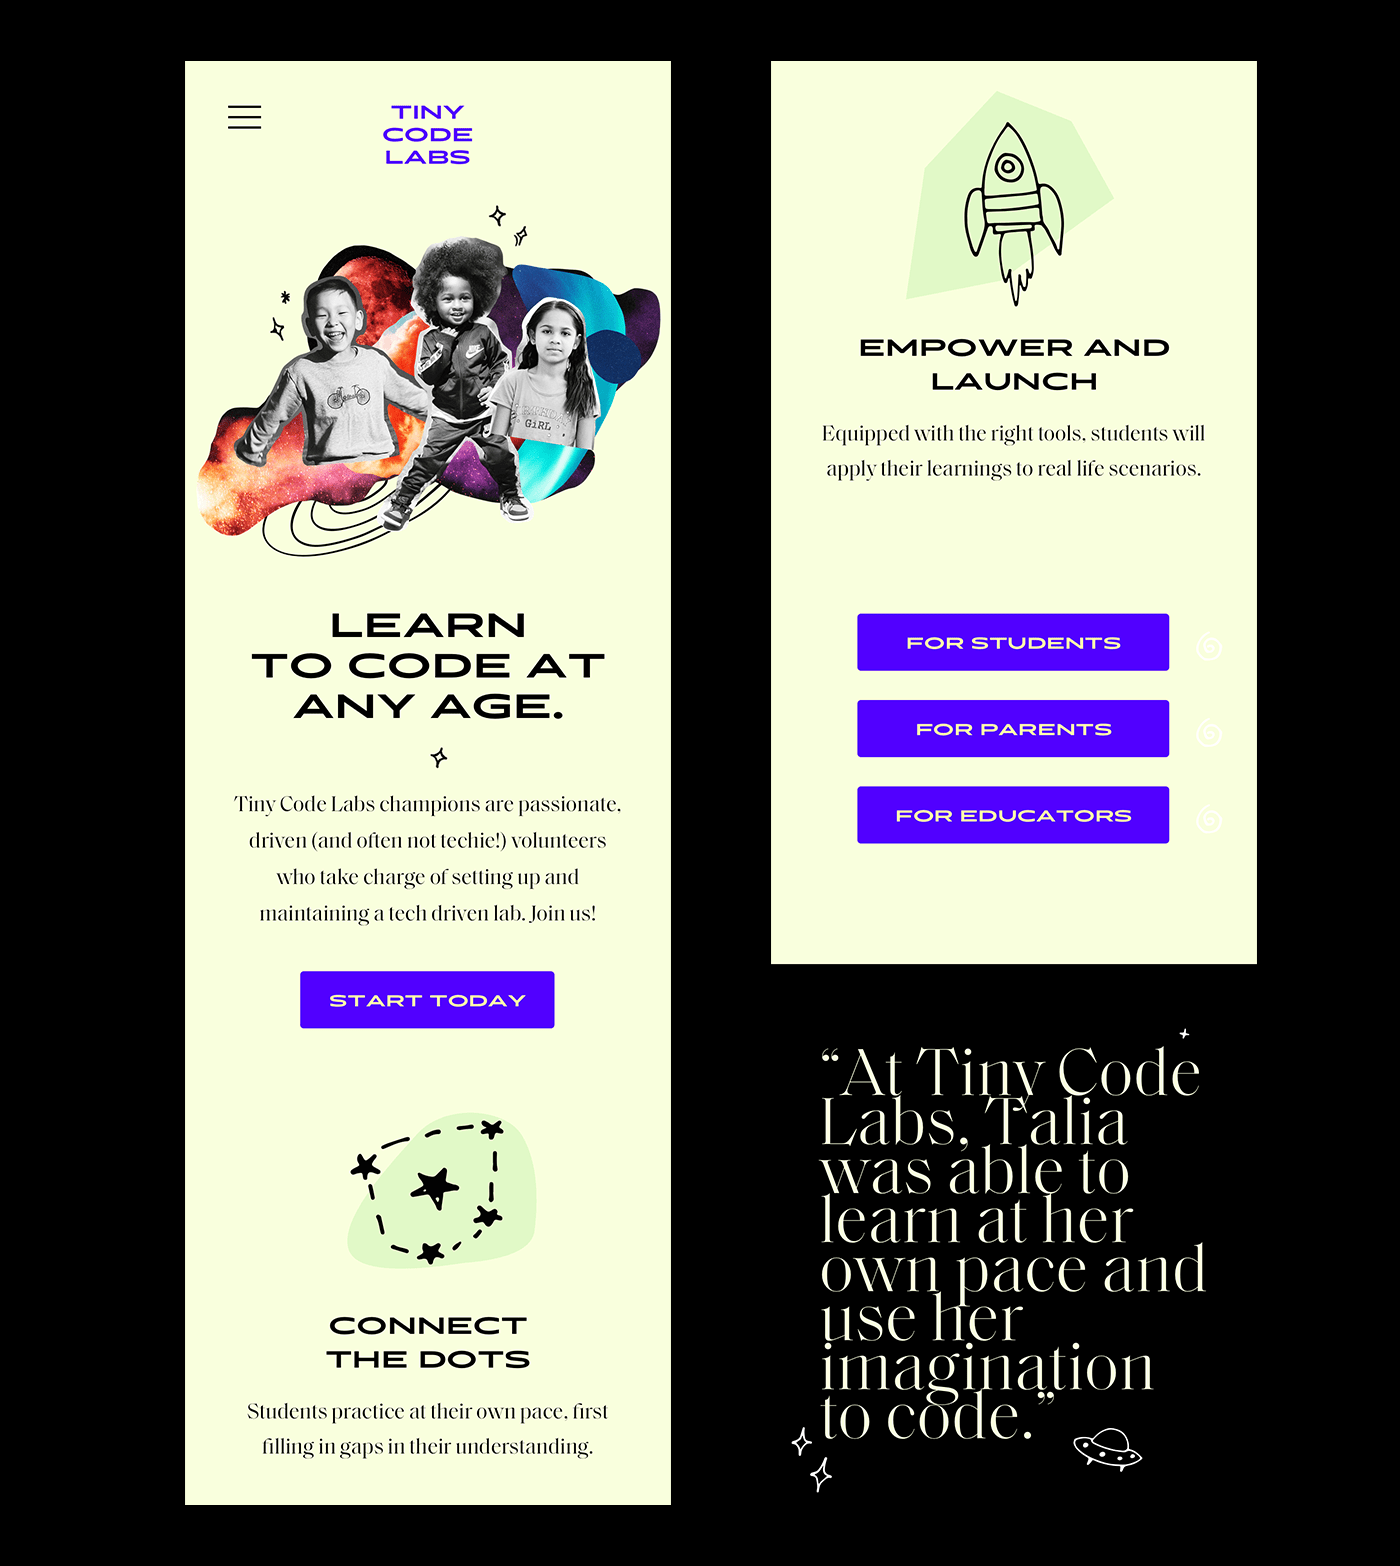 TINY
CODE
LABS
GiRL
LEARN
TO CODE AT
ANY AGE.
Tiny Code Labs champions are passionate,
driven (and often not techie!) volunteers
who take charge of setting up and
maintaining a tech driven lab. Join us!
START TODAY
CONNECT
THE DOTS
Students practice at their own pace, first
filling in gaps in their understanding.
EMPOWER AND
LAUNCH
Equipped with the right tools, students will
apply their learnings to real life scenarios.
FOR STUDENTS
FOR PARENTS
FOR EDUCATORS
“At Tiny Code
Labs, Talia
was able to
learn at her
own pace and
use her
imagination
to code.”